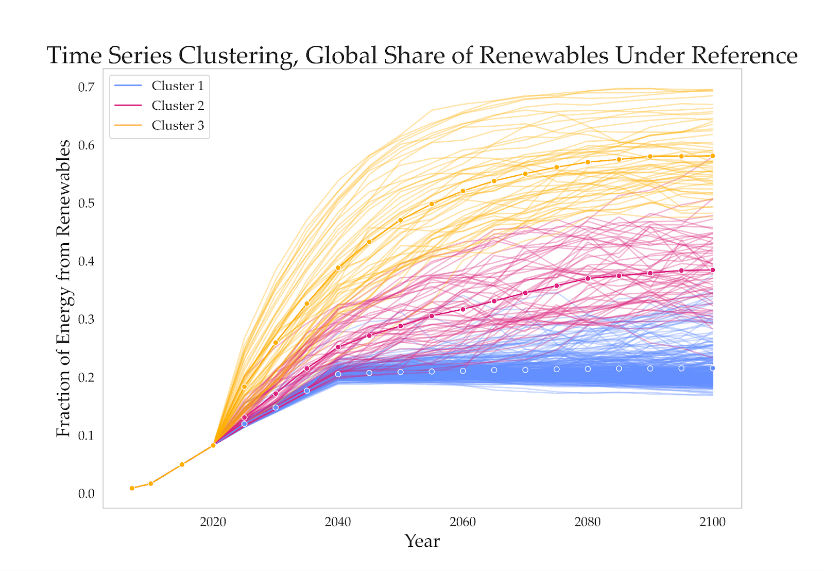 Time Series Clustering, Global Share of Renewables Under Reference
Cluster 1
Cluster 2
Cluster 3
Fraction of Energy from Renewables
0.7
0.6
0.5
0.4
0.3
0.2
0.1
0.0
2020 2040 2060 2080 2100
Year